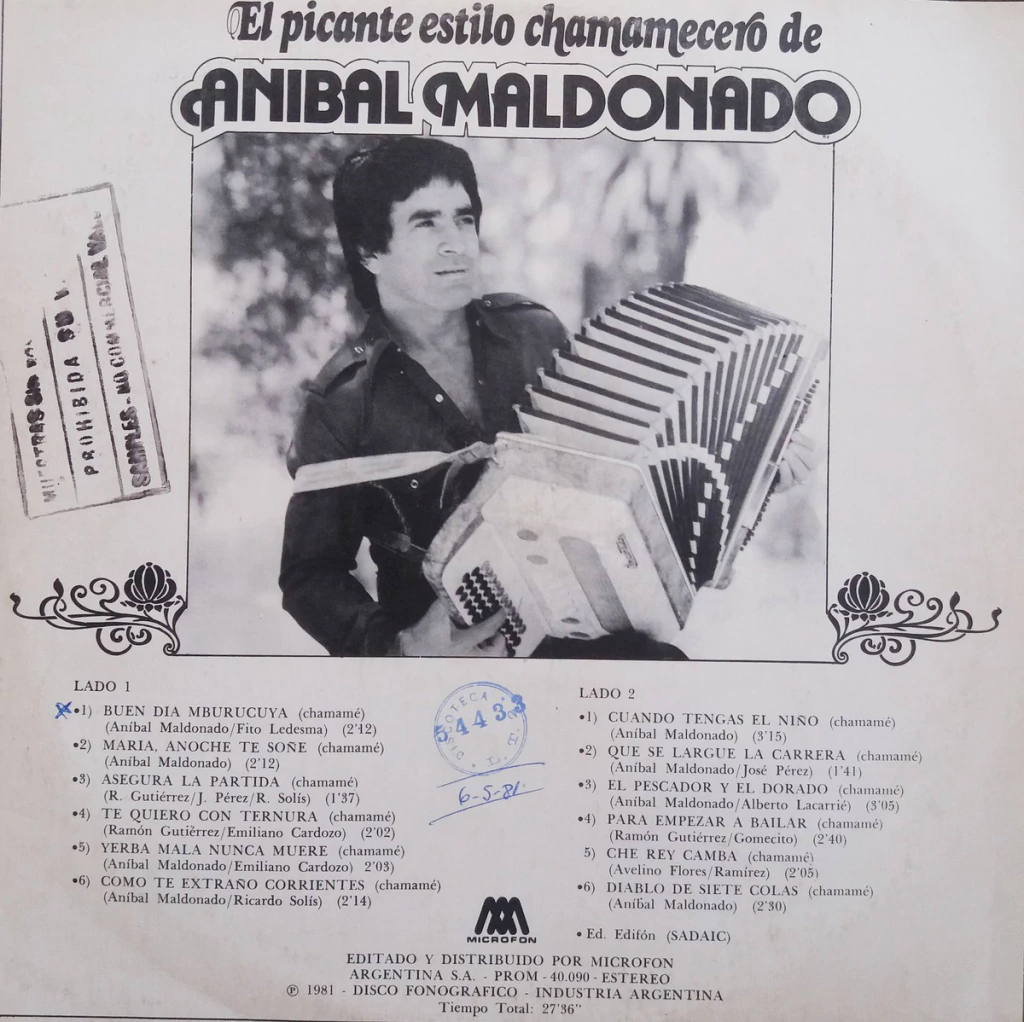 El picante estilo chamamecero de
ANIBAL MALDONADO
PROHIBIDA SU
SAMPLES - NO COMMERCIAL
LADO 1
•1) BUEN DIA MBURUCUYA (chamamé)
(Aníbal Maldonado/Fito Ledesma) (2'12)
•2) MARIA, ANOCHE TE SOÑE (chamamé)
(Aníbal Maldonado) (2'12)
•3) ASEGURA LA PARTIDA (chamamé)
(R. Gutiérrez/J. Pérez/R. Solís) (1'37)
•4) TE QUIERO CON TERNURA (chamamé)
(Ramón Gutiérrez/Emiliano Cardozo) (2'02)
•5) YERBA MALA NUNCA MUERE (chamamé)
(Aníbal Maldonado/Emiliano Cardozo) 2'03)
•6) COMO TE EXTRAÑO CORRIENTES (chamamé)
(Aníbal Maldonado/Ricardo Solís) (2'14)
DISCOTECA
54433
6-5-81
LADO 2
•1) CUANDO TENGAS EL NIÑO (chamamé)
(Aníbal Maldonado) (3'15)
•2) QUE SE LARGUE LA CARRERA (chamamé)
(Aníbal Maldonado/José Pérez) (1'41)
•3) EL PESCADOR Y EL DORADO (chamamé)
(Aníbal Maldonado/Alberto Lacarrié) (3'05)
•4) PARA EMPEZAR A BAILAR (chamamé)
(Ramón Gutiérrez/Gomecito) (2'40)
5) CHE REY CAMBA (chamamé)
(Avelino Flores/Ramírez) (2'05)
•6) DIABLO DE SIETE COLAS (chamamé)
(Aníbal Maldonado) (2'30)
• Ed. Edifón (SADAIC)
MICROFON
EDITADO Y DISTRIBUIDO POR MICROFON
ARGENTINA S.A. - PROM - 40.090 - ESTEREO
℗ 1981 - DISCO FONOGRAFICO - INDUSTRIA ARGENTINA
Tiempo Total: 27'36"